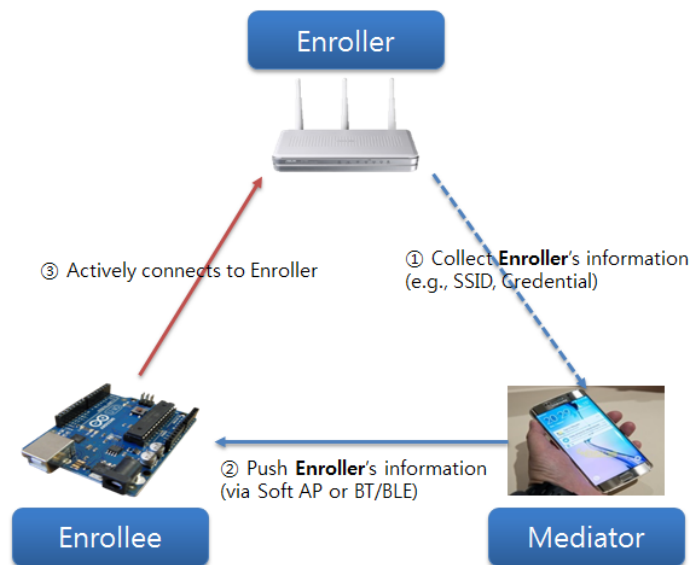 Enroller
① Collect Enroller's information
(e.g., SSID, Credential)
③ Actively connects to Enroller
② Push Enroller's information
(via Soft AP or BT/BLE)
Enrollee
Mediator